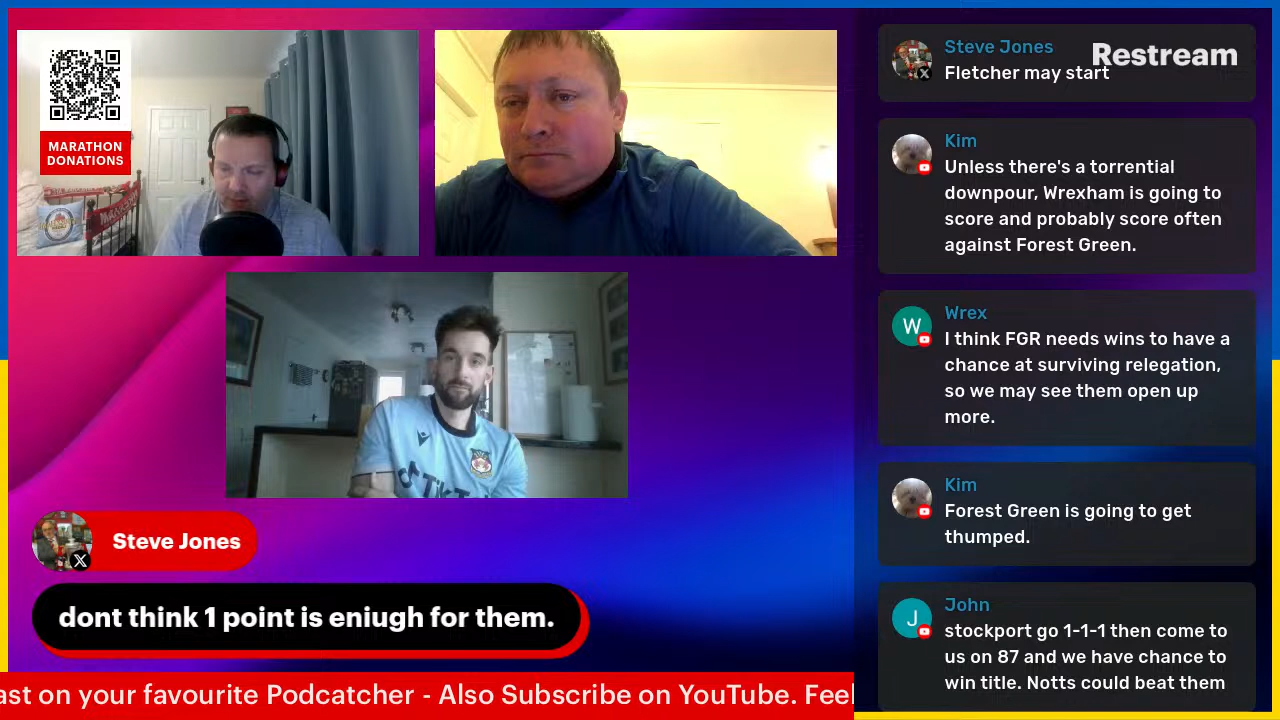 MARATHON
DONATIONS
TikTok
Steve Jones
dont think 1 point is eniugh for them.
ast on your favourite Podcatcher - Also Subscribe on YouTube. Feel
Restream
Steve Jones
Fletcher may start
Kim
Unless there's a torrential
downpour, Wrexham is going to
score and probably score often
against Forest Green.
W
Wrex
I think FGR needs wins to have a
chance at surviving relegation,
so we may see them open up
more.
Kim
Forest Green is going to get
thumped.
J
John
stockport go 1-1-1 then come to
us on 87 and we have chance to
win title. Notts could beat them